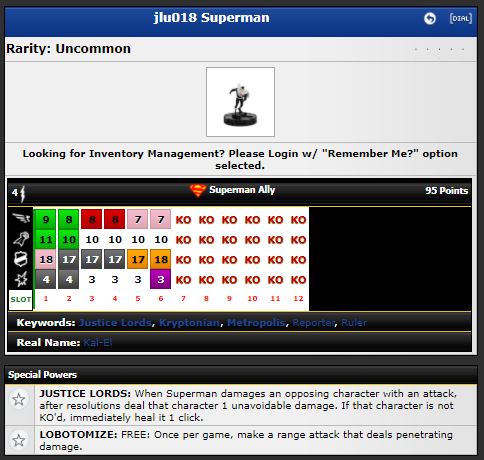 jlu018 Superman
[DIAL]
Rarity: Uncommon
Looking for Inventory Management? Please Login w/ "Remember Me?" option
selected.
4 Superman Ally 95 Points
9 8 8 8 7 7 KO KO KO KO KO KO
11 10 10 10 10 10 KO KO KO KO KO KO
18 17 17 17 17 18 KO KO KO KO KO KO
4 4 3 3 3 3 KO KO KO KO KO KO
SLOT 1 2 3 4 5 6 7 8 9 10 11 12
Keywords: Justice Lords, Kryptonian, Metropolis, Reporter, Ruler
Real Name: Kal-El
Special Powers
JUSTICE LORDS: When Superman damages an opposing character with an attack,
after resolutions deal that character 1 unavoidable damage. If that character is not
KO'd, immediately heal it 1 click.
LOBOTOMIZE: FREE: Once per game, make a range attack that deals penetrating
damage.